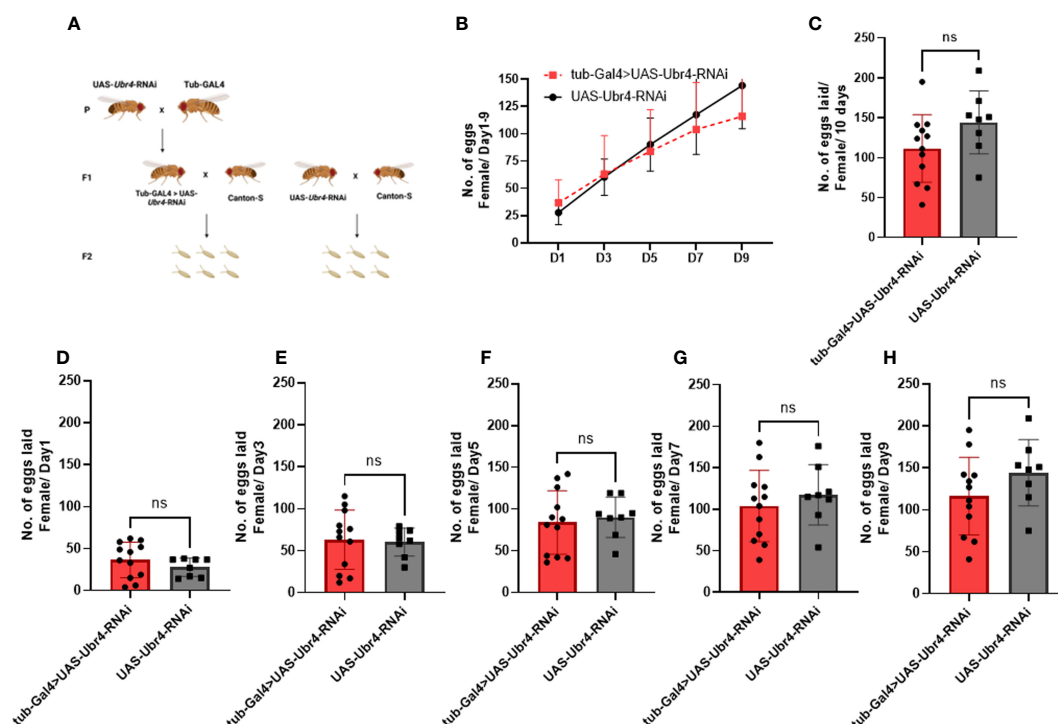 A
UAS-Ubr4-RNAi
Tub-GAL4
P
x
F1
x
x
Tub-GAL4 > UAS-
Ubr4-RNAi
Canton-S
UAS-Ubr4-RNAi
Canton-S
F2
B
No. of eggs
Female/ Day1-9
150
125
100
75
50
25
0
tub-Gal4>UAS-Ubr4-RNAi
UAS-Ubr4-RNAi
D1 D3 D5 D7 D9
C
No. of eggs laid/
Female/ 10 days
250
200
150
100
50
0
ns
tub-Gal4>UAS-Ubr4-RNAi
UAS-Ubr4-RNAi
D
No. of eggs laid
Female/ Day1
250
200
150
100
50
0
ns
tub-Gal4>UAS-Ubr4-RNAi
UAS-Ubr4-RNAi
E
No. of eggs laid
Female/ Day3
250
200
150
100
50
0
ns
tub-Gal4>UAS-Ubr4-RNAi
UAS-Ubr4-RNAi
F
No. of eggs laid
Female/ Day5
250
200
150
100
50
0
ns
tub-Gal4>UAS-Ubr4-RNAi
UAS-Ubr4-RNAi
G
No. of eggs laid
Female/ Day7
250
200
150
100
50
0
ns
tub-Gal4>UAS-Ubr4-RNAi
UAS-Ubr4-RNAi
H
No. of eggs laid
Female/ Day9
250
200
150
100
50
0
ns
tub-Gal4>UAS-Ubr4-RNAi
UAS-Ubr4-RNAi